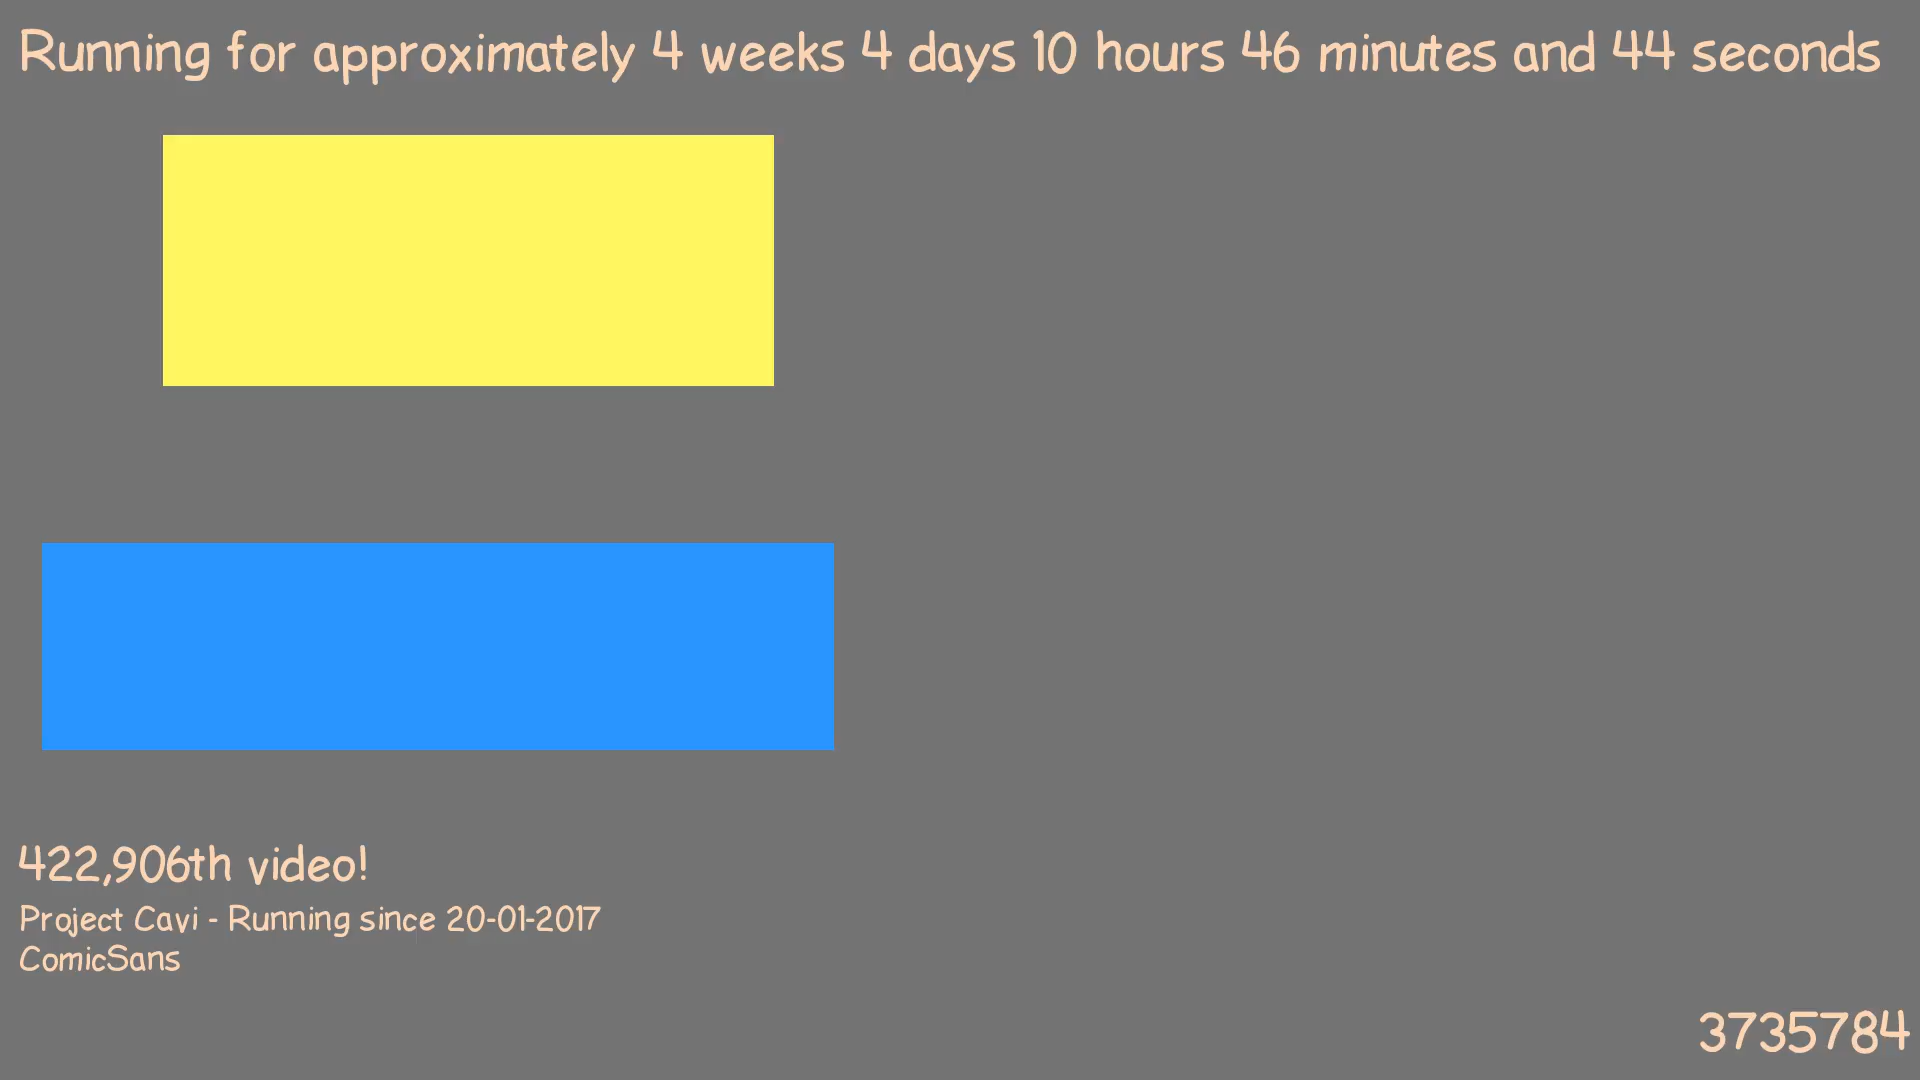 Running for approximately 4 weeks 4 days 10 hours 46 minutes and 44 seconds
422,906th video!
Project Cavi - Running since 20-01-2017
ComicSans
3735784